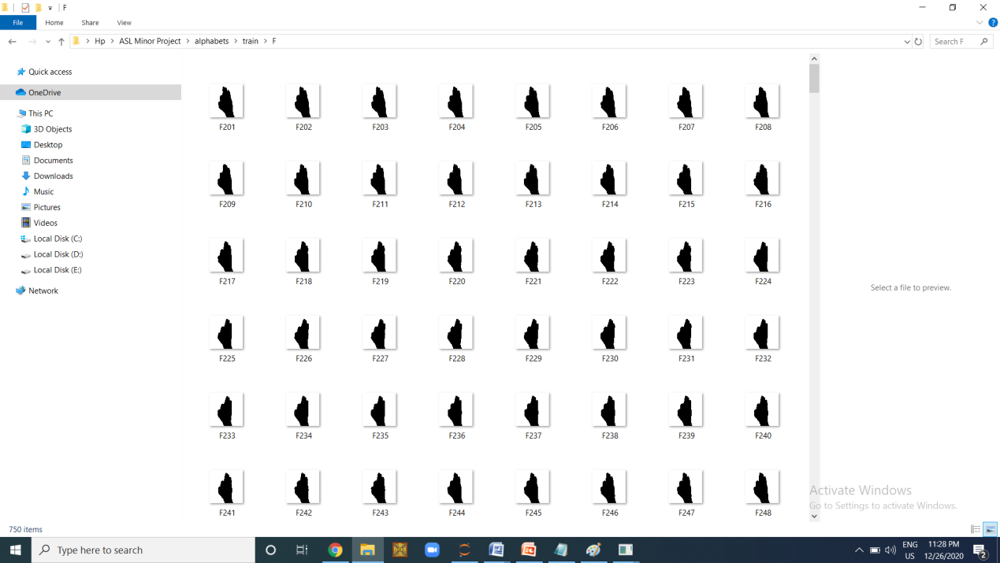 F
File Home Share View
Hp ASL Minor Project alphabets train F
Search F
Quick access
OneDrive
This PC
3D Objects
Desktop
Documents
Downloads
Music
Pictures
Videos
Local Disk (C:)
Local Disk (D:)
Local Disk (E:)
Network
F201 F202 F203 F204 F205 F206 F207 F208
F209 F210 F211 F212 F213 F214 F215 F216
F217 F218 F219 F220 F221 F222 F223 F224
F225 F226 F227 F228 F229 F230 F231 F232
F233 F234 F235 F236 F237 F238 F239 F240
F241 F242 F243 F244 F245 F246 F247 F248
Select a file to preview.
Activate Windows
Go to Settings to activate Windows.
750 items
Type here to search
ENG
US
11:28 PM
12/26/2020
2